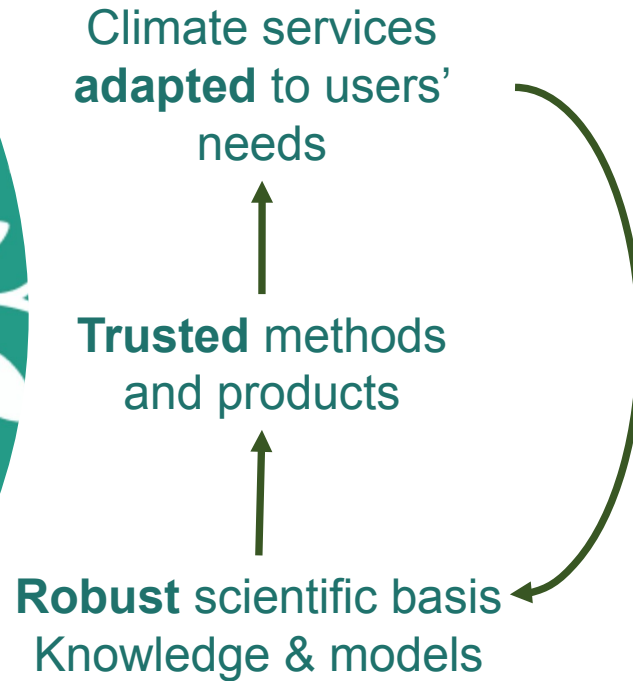 Climate services
adapted to users’
needs
Trusted methods
and products
Robust scientific basis
Knowledge & models